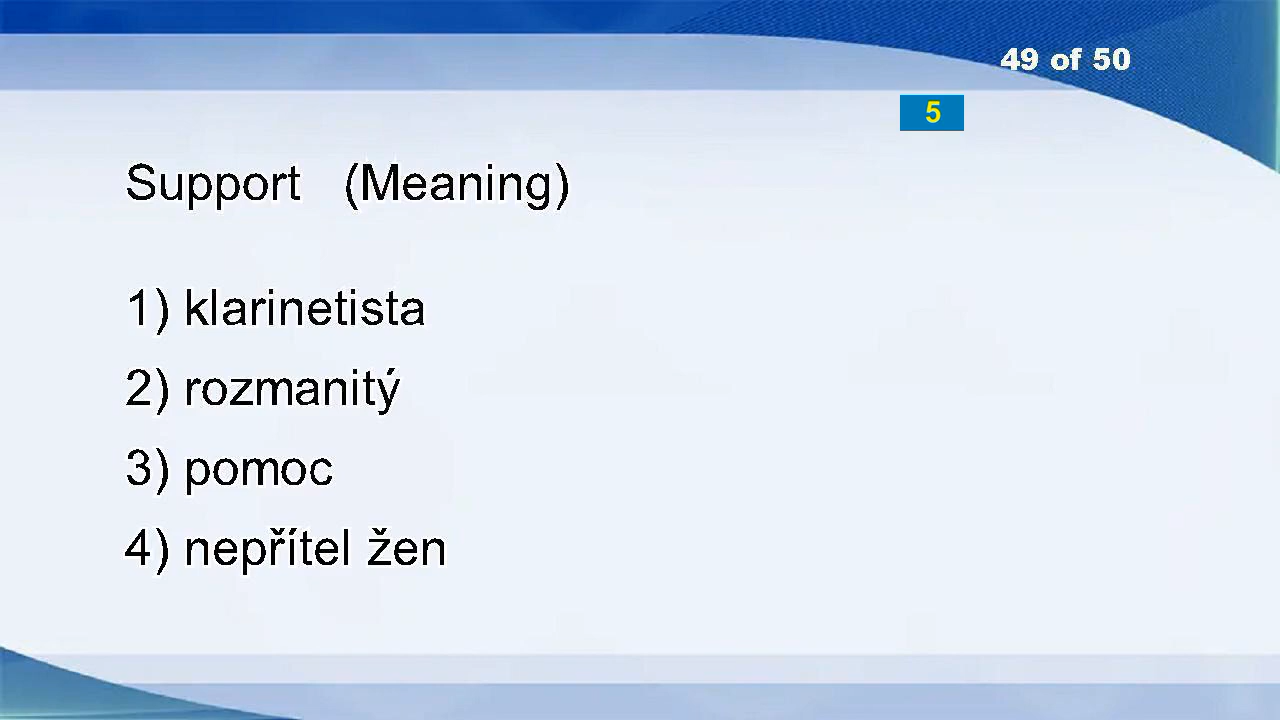 49 of 50
5
Support (Meaning)
1) klarinetista
2) rozmanitý
3) pomoc
4) nepřítel žen